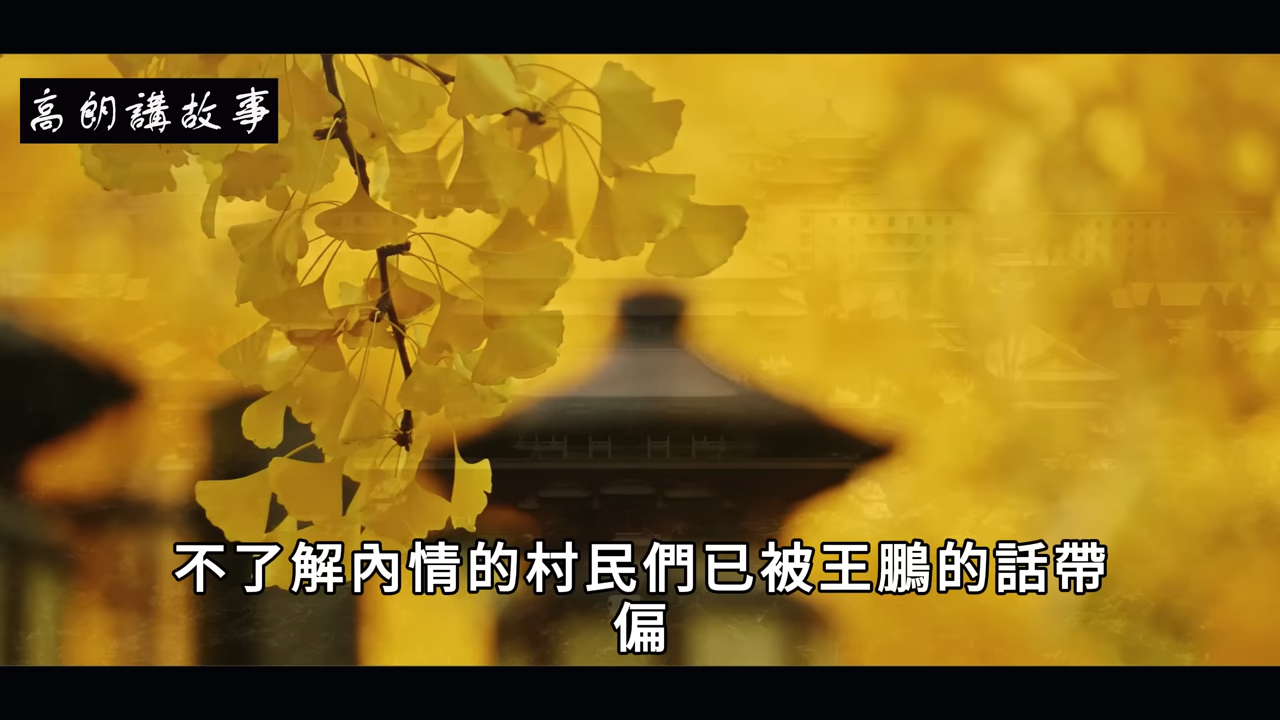 高朗講故事
不了解內情的村民們已被王鵬的話帶
偏